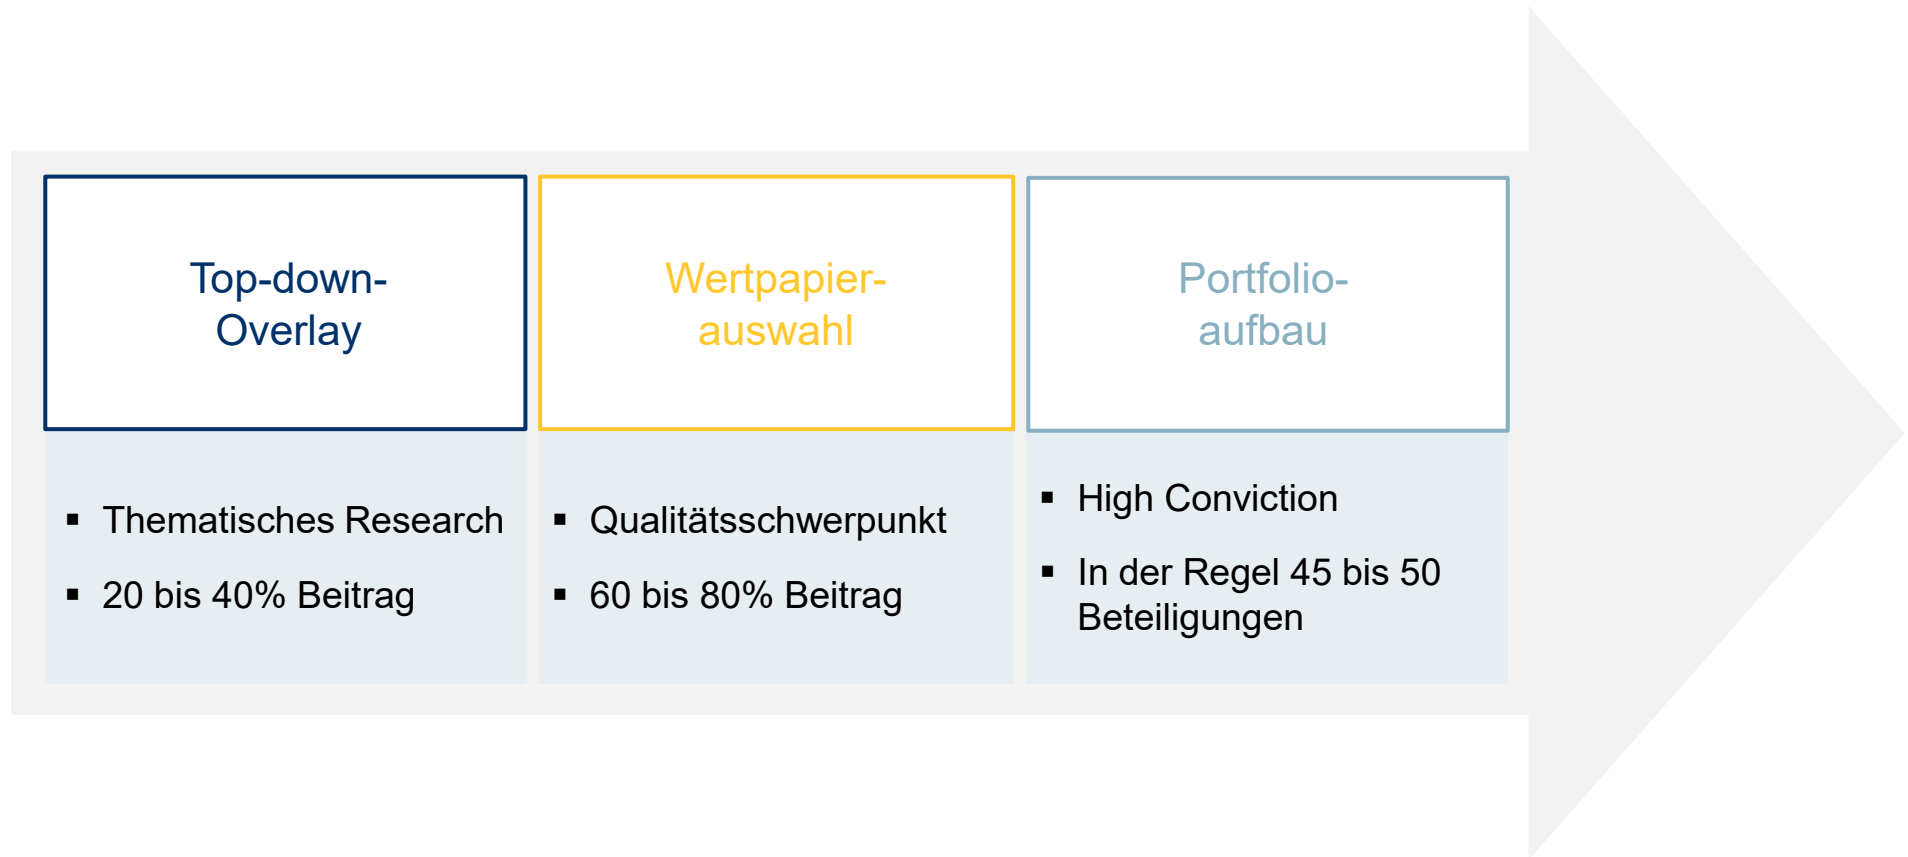 Top-down-
Overlay
▪ Thematisches Research
▪ 20 bis 40% Beitrag
Wertpapier-
auswahl
▪ Qualitätsschwerpunkt
▪ 60 bis 80% Beitrag
Portfolio-
aufbau
▪ High Conviction
▪ In der Regel 45 bis 50
Beteiligungen